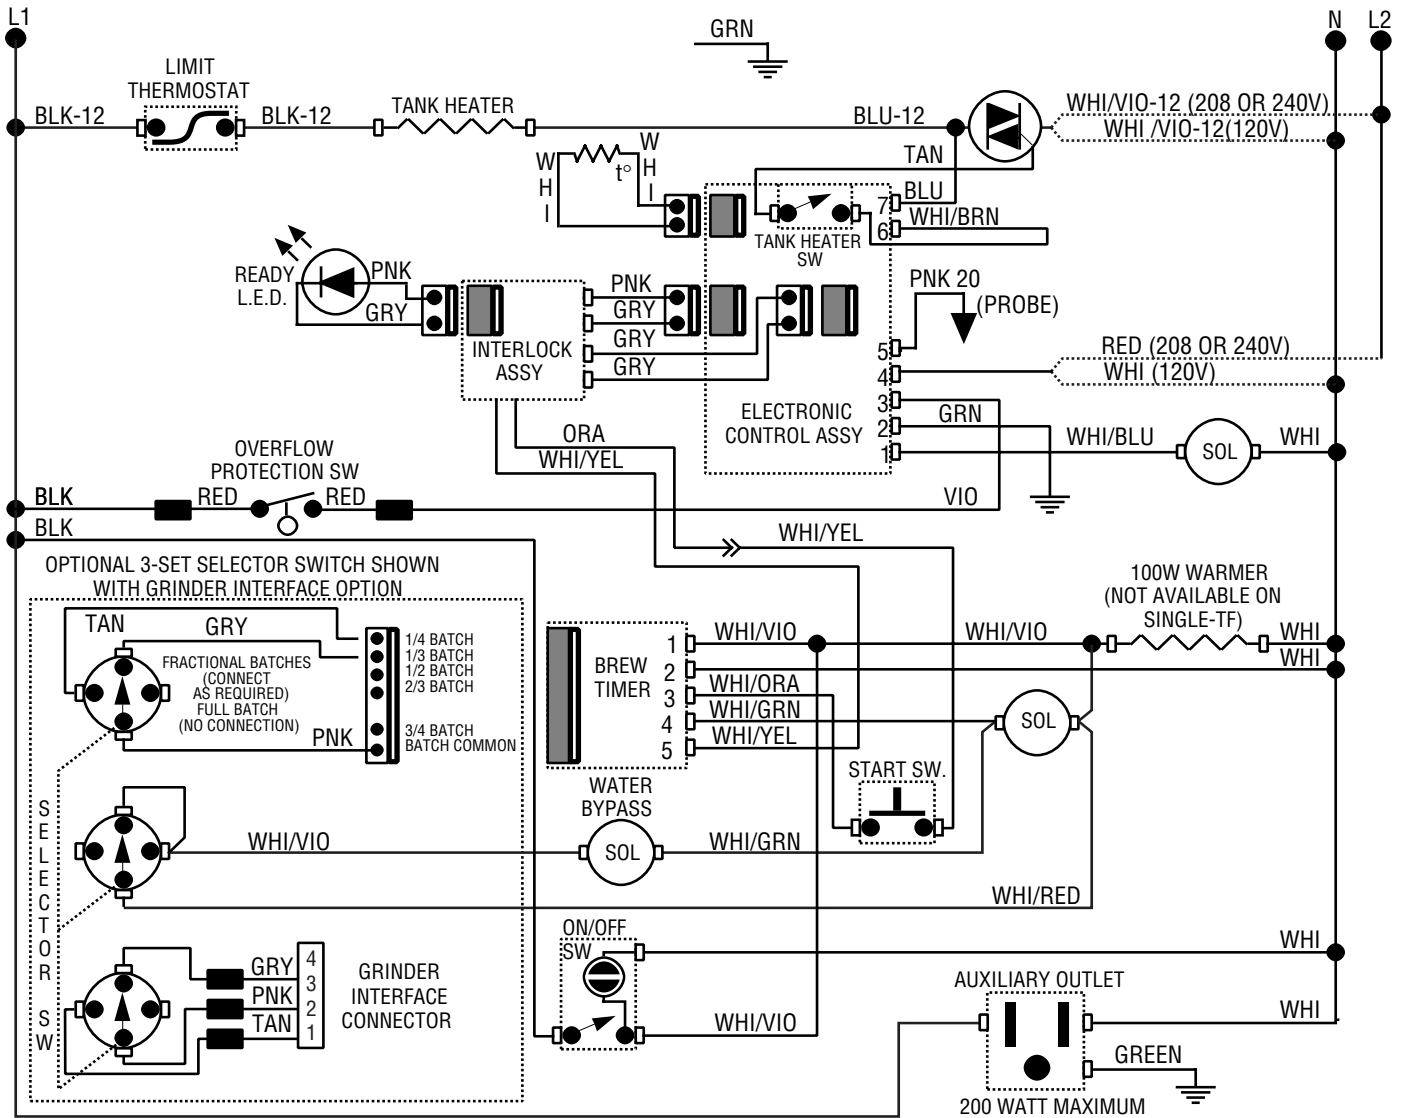 L1
GRN
N
L2
LIMIT
THERMOSTAT
BLK-12
BLK-12
TANK HEATER
BLU-12
WHI/VIO-12 (208 OR 240V)
WHI /VIO-12(120V)
TAN
W
H
I
t°
W
H
I
7
BLU
WHI/BRN
6
TANK HEATER
SW
READY
L.E.D.
PNK
GRY
PNK
GRY
GRY
GRY
INTERLOCK
ASSY
PNK 20
(PROBE)
5
RED (208 OR 240V)
4
WHI (120V)
3
ELECTRONIC
CONTROL ASSY
GRN
2
1
WHI/BLU
SOL
WHI
ORA
WHI/YEL
OVERFLOW
PROTECTION SW
BLK
RED
RED
VIO
BLK
WHI/YEL
OPTIONAL 3-SET SELECTOR SWITCH SHOWN
WITH GRINDER INTERFACE OPTION
TAN
GRY
1/4 BATCH
1/3 BATCH
1/2 BATCH
2/3 BATCH
3/4 BATCH
BATCH COMMON
FRACTIONAL BATCHES
(CONNECT
AS REQUIRED)
FULL BATCH
(NO CONNECTION)
PNK
BREW
TIMER
1
2
3
4
5
WHI/VIO
WHI/ORA
WHI/GRN
WHI/YEL
WHI/VIO
100W WARMER
(NOT AVAILABLE ON
SINGLE-TF)
WHI
WHI
SOL
START SW.
WATER
BYPASS
SOL
WHI/VIO
WHI/GRN
WHI/RED
S
E
L
E
C
T
O
R
S
W
GRY
PNK
TAN
4
3
2
1
GRINDER
INTERFACE
CONNECTOR
ON/OFF
SW
WHI
WHI/VIO
AUXILIARY OUTLET
WHI
GREEN
200 WATT MAXIMUM